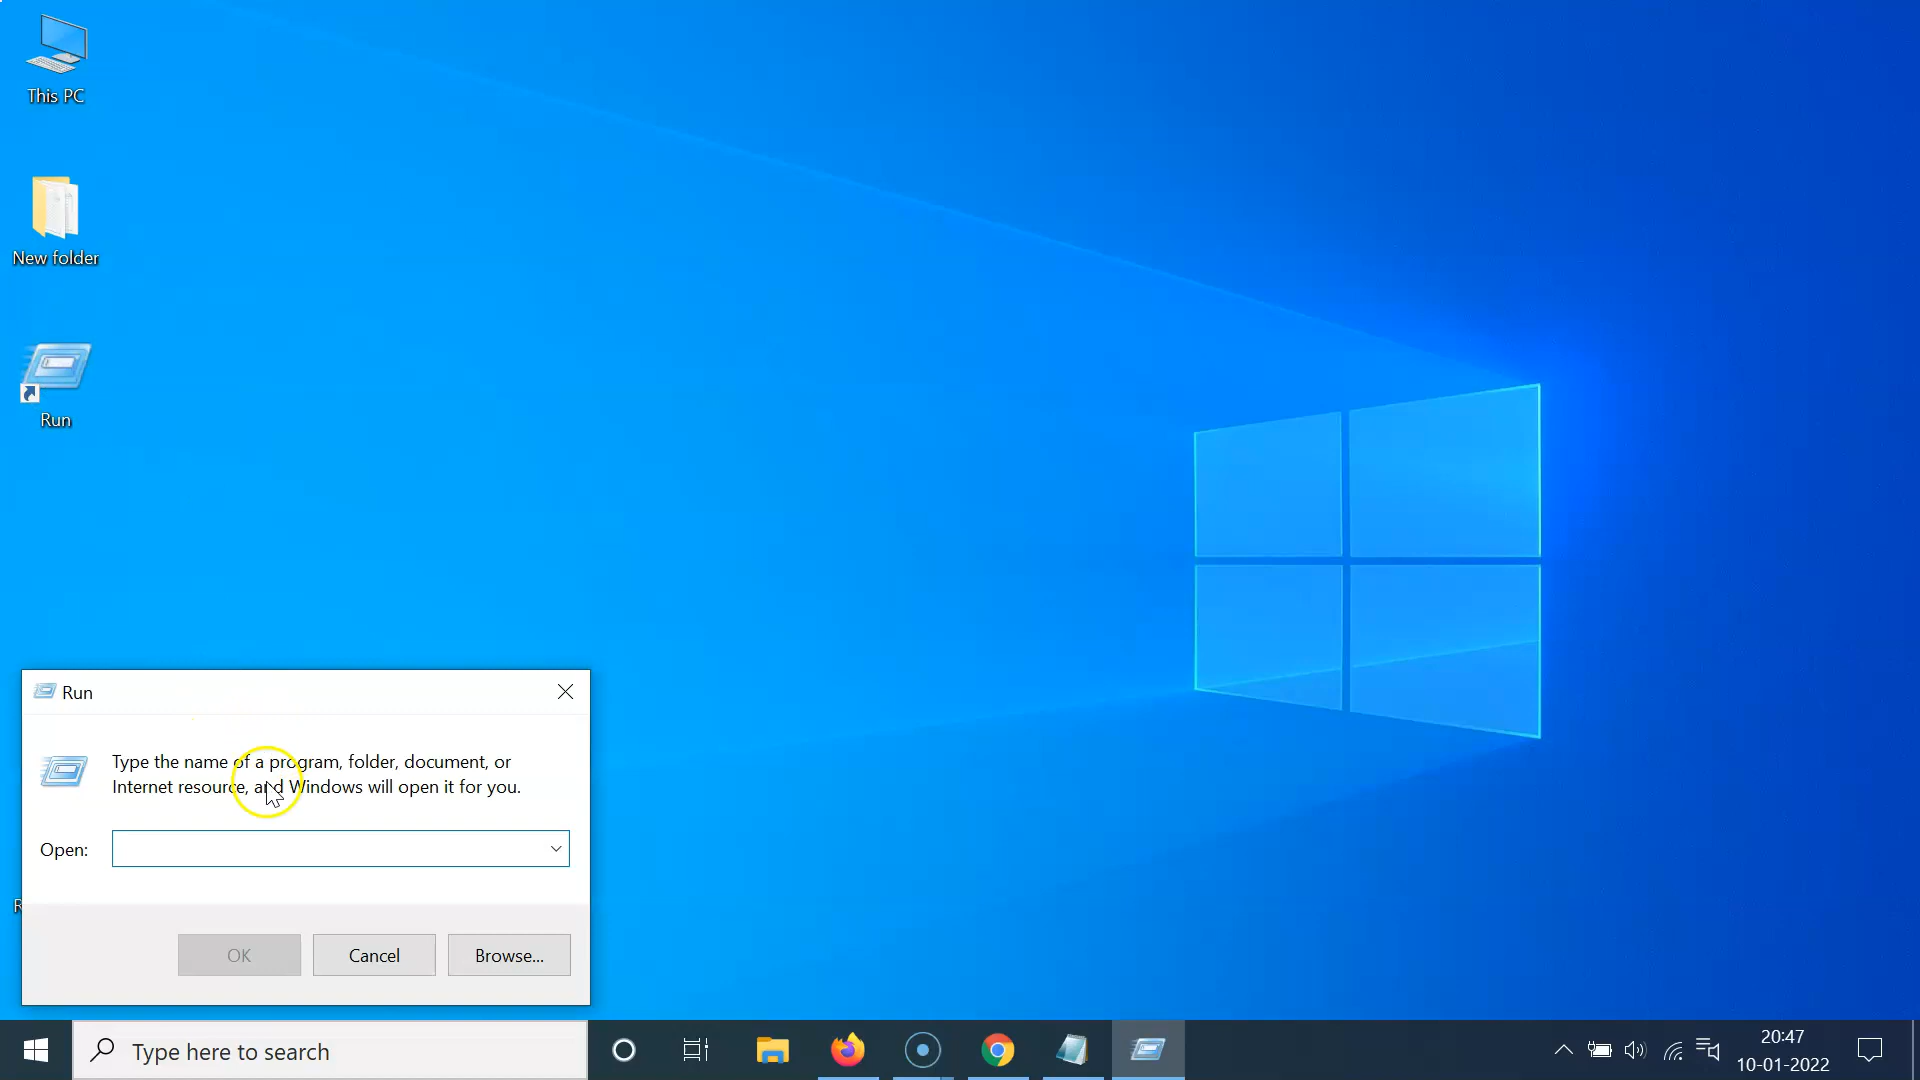 This PC
New folder
Run
Run
Type the name of a program, folder, document, or
Internet resource, and Windows will open it for you.
Open:
R
OK
Cancel
Browse...
Type here to search
20:47
10-01-2022